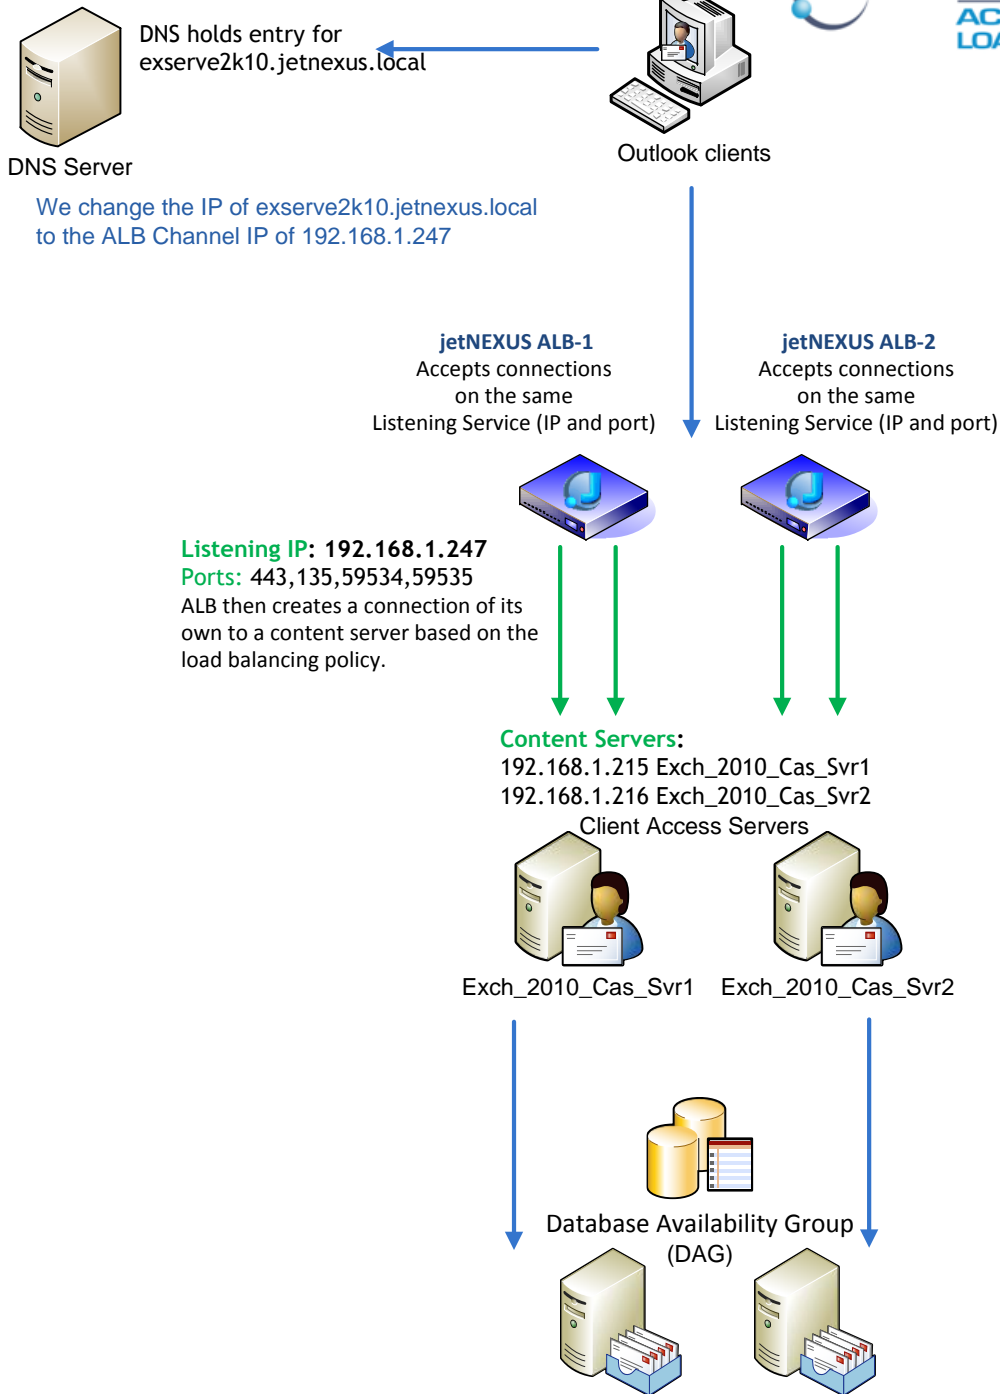 DNS holds entry for
exserve2k10.jetnexus.local
DNS Server
Outlook clients
We change the IP of exserve2k10.jetnexus.local
to the ALB Channel IP of 192.168.1.247
jetNEXUS ALB-1
Accepts connections
on the same
Listening Service (IP and port)
jetNEXUS ALB-2
Accepts connections
on the same
Listening Service (IP and port)
Listening IP: 192.168.1.247
Ports: 443,135,59534,59535
ALB then creates a connection of its
own to a content server based on the
load balancing policy.
Content Servers:
192.168.1.215 Exch_2010_Cas_Svr1
192.168.1.216 Exch_2010_Cas_Svr2
Client Access Servers
Exch_2010_Cas_Svr1
Exch_2010_Cas_Svr2
Database Availability Group
(DAG)